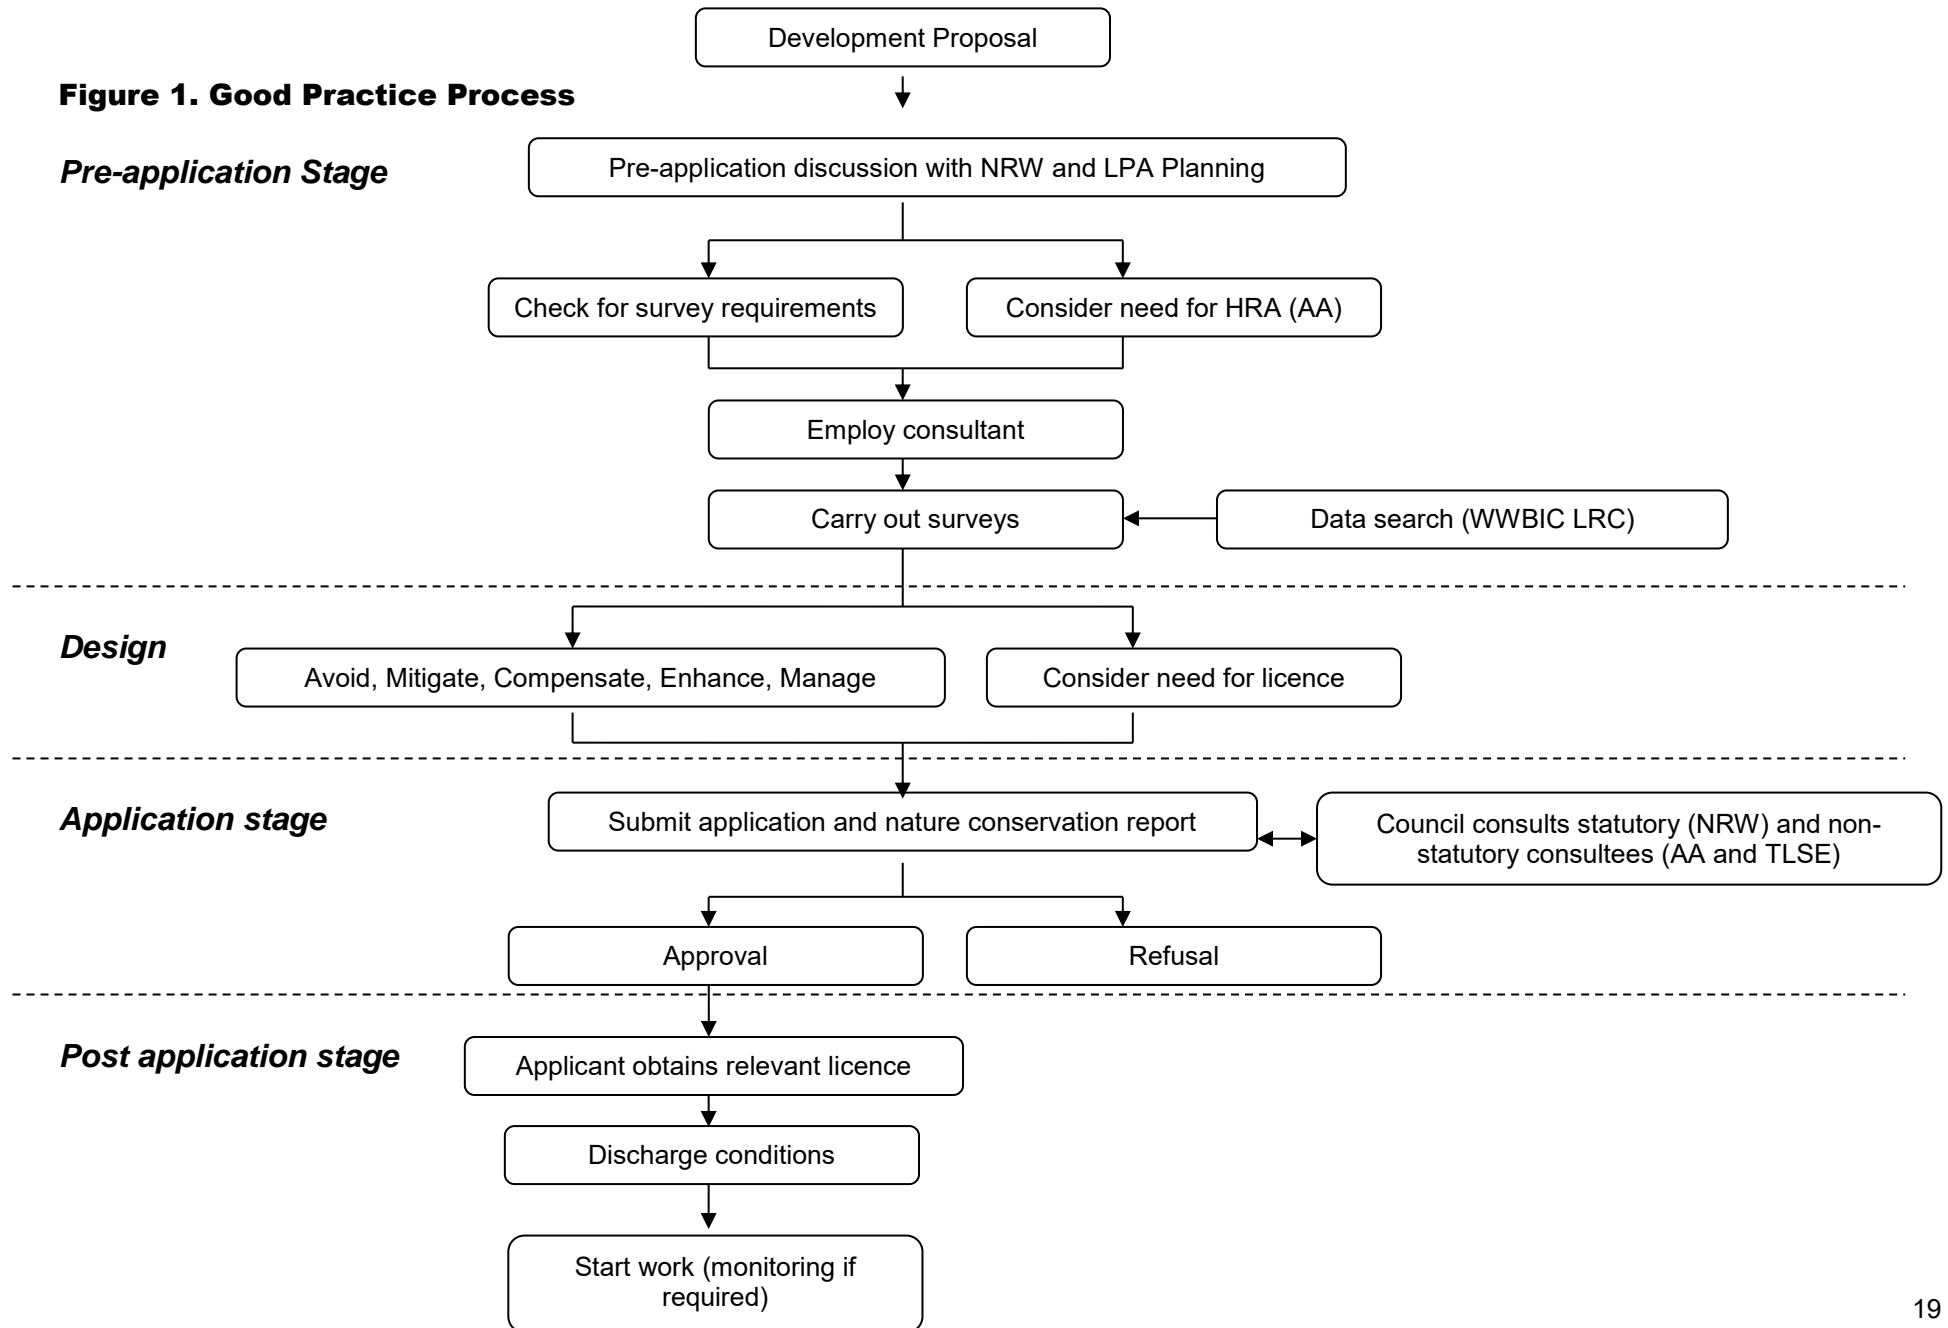 Development Proposal
Figure 1. Good Practice Process
Pre-application Stage
Pre-application discussion with NRW and LPA Planning
Check for survey requirements
Consider need for HRA (AA)
Employ consultant
Carry out surveys
Data search (WWBIC LRC)
Design
Avoid, Mitigate, Compensate, Enhance, Manage
Consider need for licence
Application stage
Submit application and nature conservation report
Council consults statutory (NRW) and non-
statutory consultees (AA and TLSE)
Approval
Refusal
Post application stage
Applicant obtains relevant licence
Discharge conditions
Start work (monitoring if
required)
19